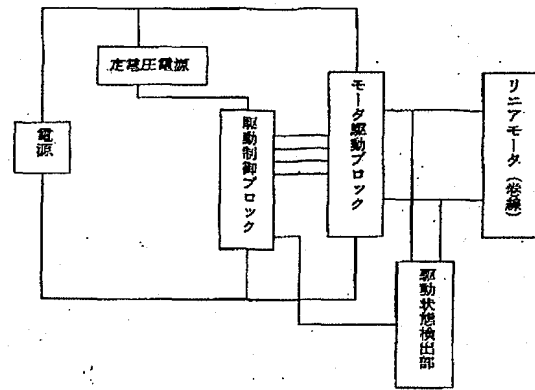 定電圧電源
電源
駆動制御ブロック
モータ駆動ブロック
リニアモータ（巻線）
駆動状態検出部